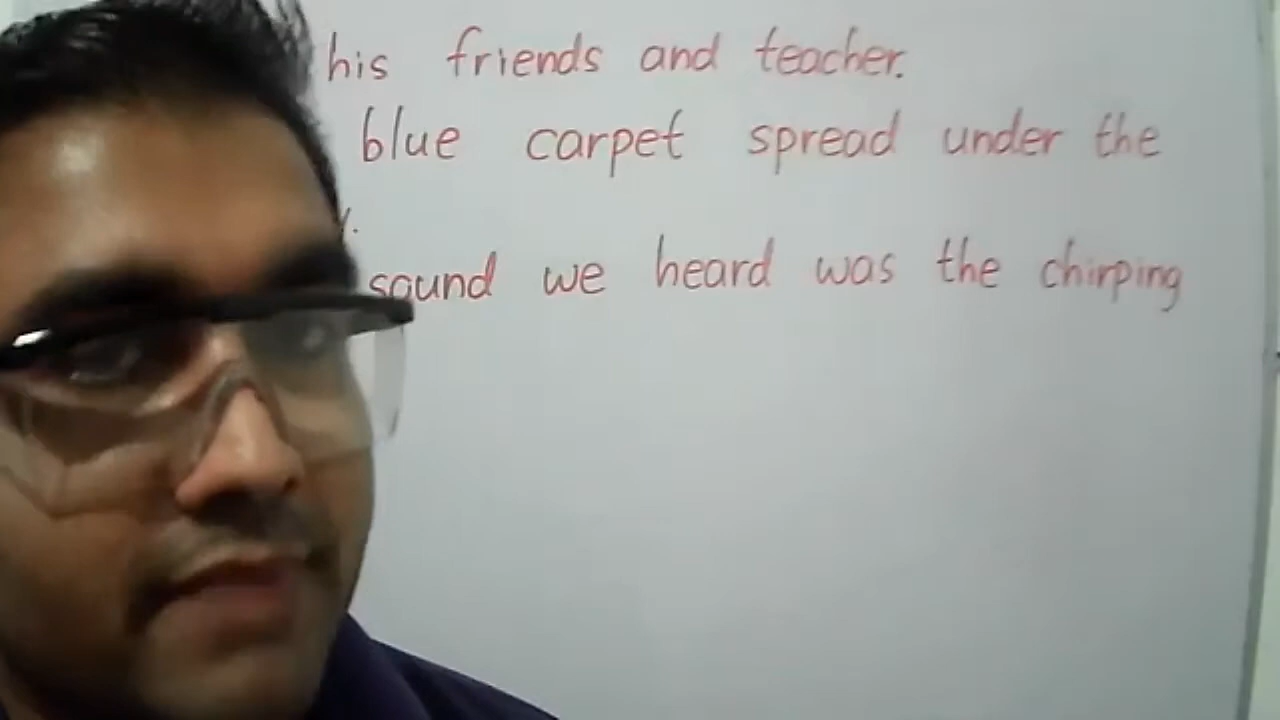 his friends and teacher.
blue carpet spread under the
sound we heard was the chirping